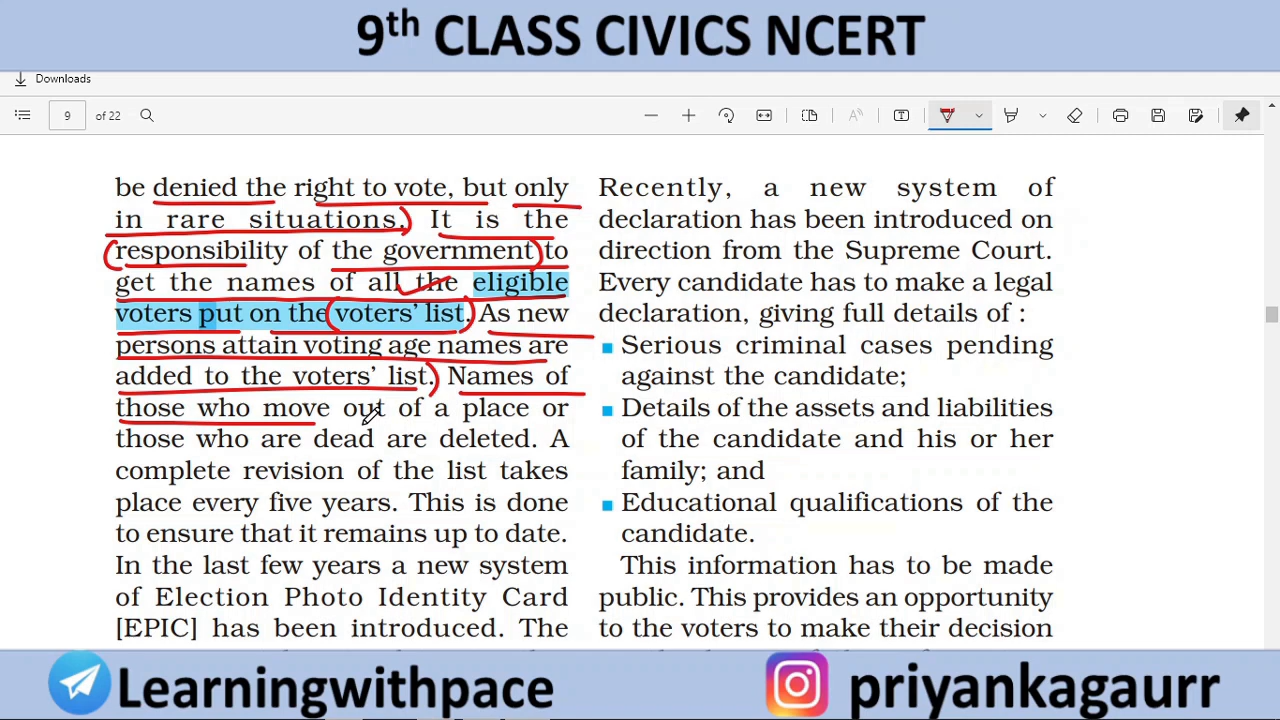 9th CLASS CIVICS NCERT
Downloads
9 of 22
be denied the right to vote, but only
in rare situations. It is the
responsibility of the government to
get the names of all the eligible
voters put on the voters' list. As new
persons attain voting age names are
added to the voters' list. Names of
those who move out of a place or
those who are dead are deleted. A
complete revision of the list takes
place every five years. This is done
to ensure that it remains up to date.
In the last few years a new system
of Election Photo Identity Card
[EPIC] has been introduced. The
Recently, a new system of
declaration has been introduced on
direction from the Supreme Court.
Every candidate has to make a legal
declaration, giving full details of :
Serious criminal cases pending
against the candidate;
Details of the assets and liabilities
of the candidate and his or her
family; and
Educational qualifications of the
candidate.
This information has to be made
public. This provides an opportunity
to the voters to make their decision
Learningwithpace
priyankagaurr